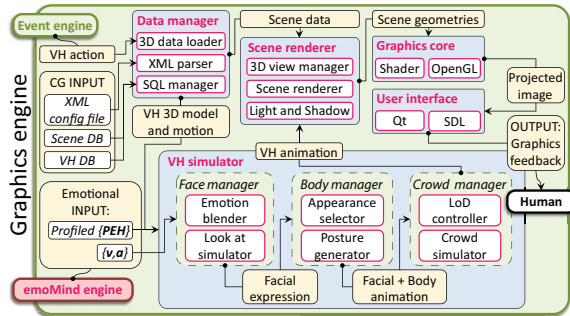 Event engine
Graphics engine
VH action
Data manager
3D data loader
XML parser
SQL manager
Scene data
Scene renderer
3D view manager
Scene renderer
Light and Shadow
Scene geometries
Graphics core
Shader
OpenGL
User interface
Qt
SDL
Projected
image
OUTPUT:
Graphics
feedback
Human
CG INPUT
XML
config file
Scene DB
VH DB
VH 3D model
and motion
Emotional
INPUT:
Profiled {PEH}
{v,a}
emoMind engine
VH simulator
VH animation
Face manager
Emotion
blender
Look at
simulator
Body manager
Appearance
selector
Posture
generator
Crowd manager
LoD
controller
Crowd
simulator
Facial
expression
Facial + Body
animation